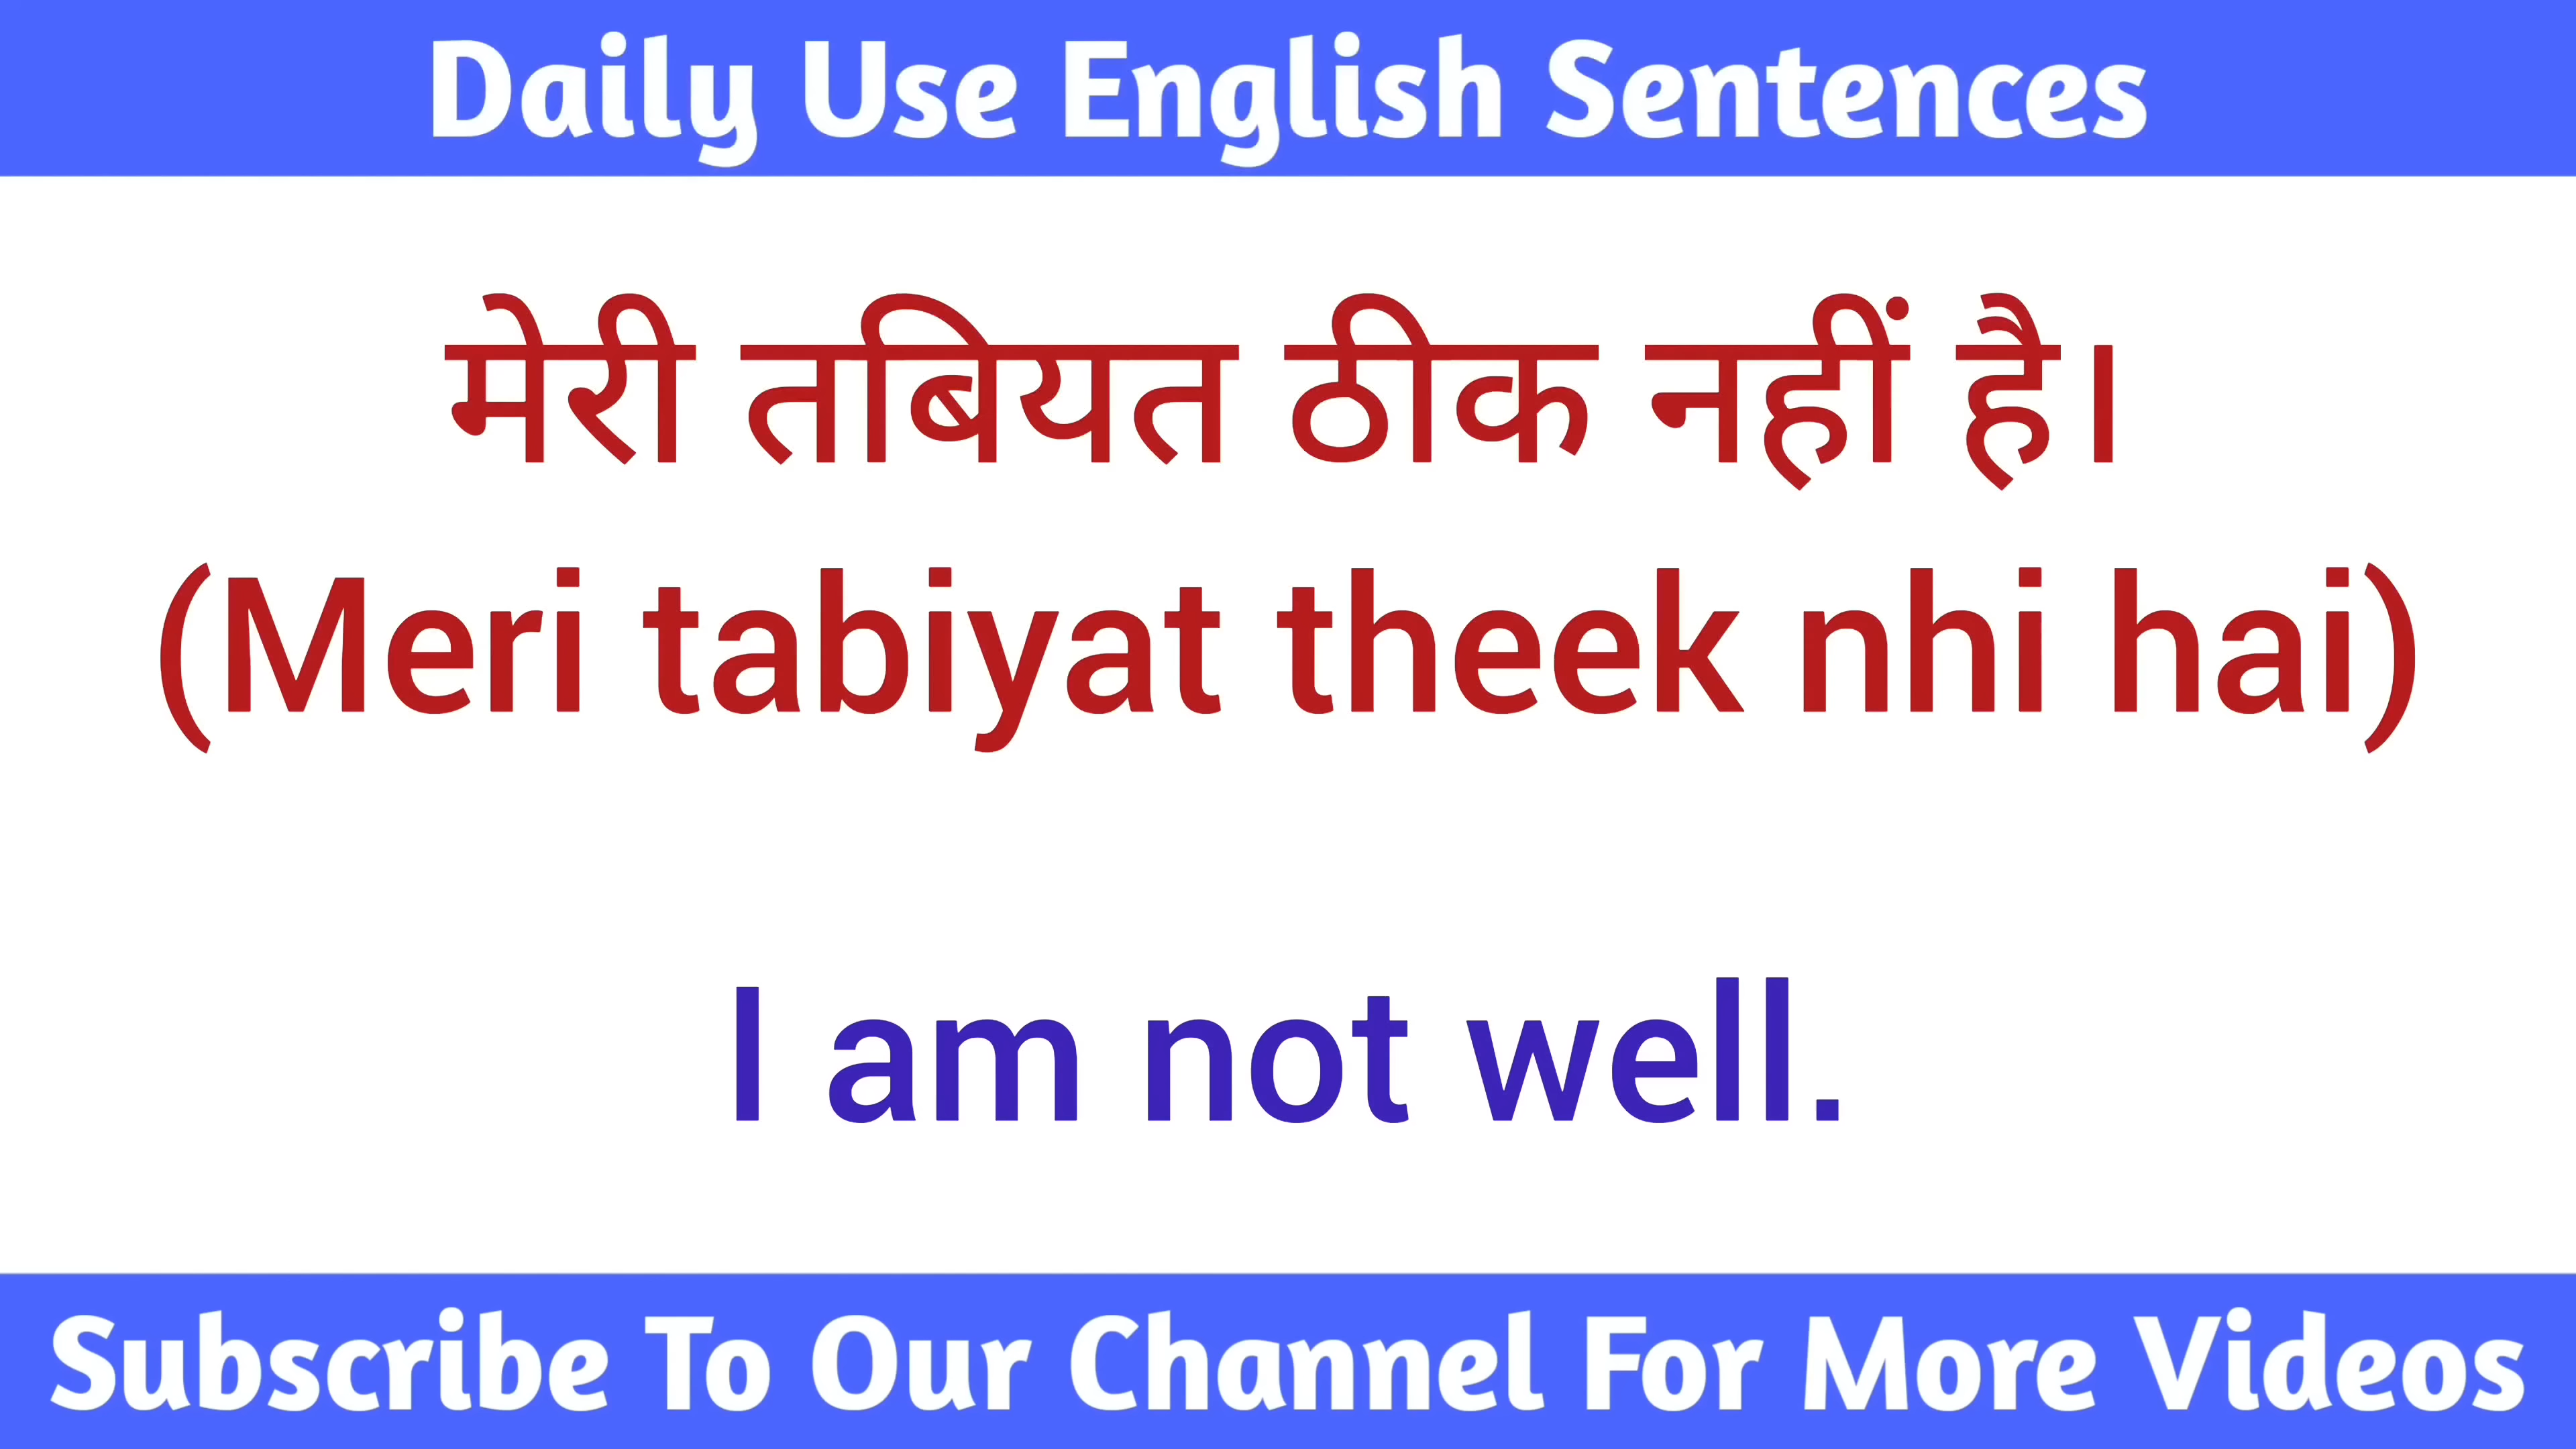 Daily Use English Sentences
मेरी तबियत ठीक नहीं है।
(Meri tabiyat theek nhi hai)
I am not well.
Subscribe To Our Channel For More Videos